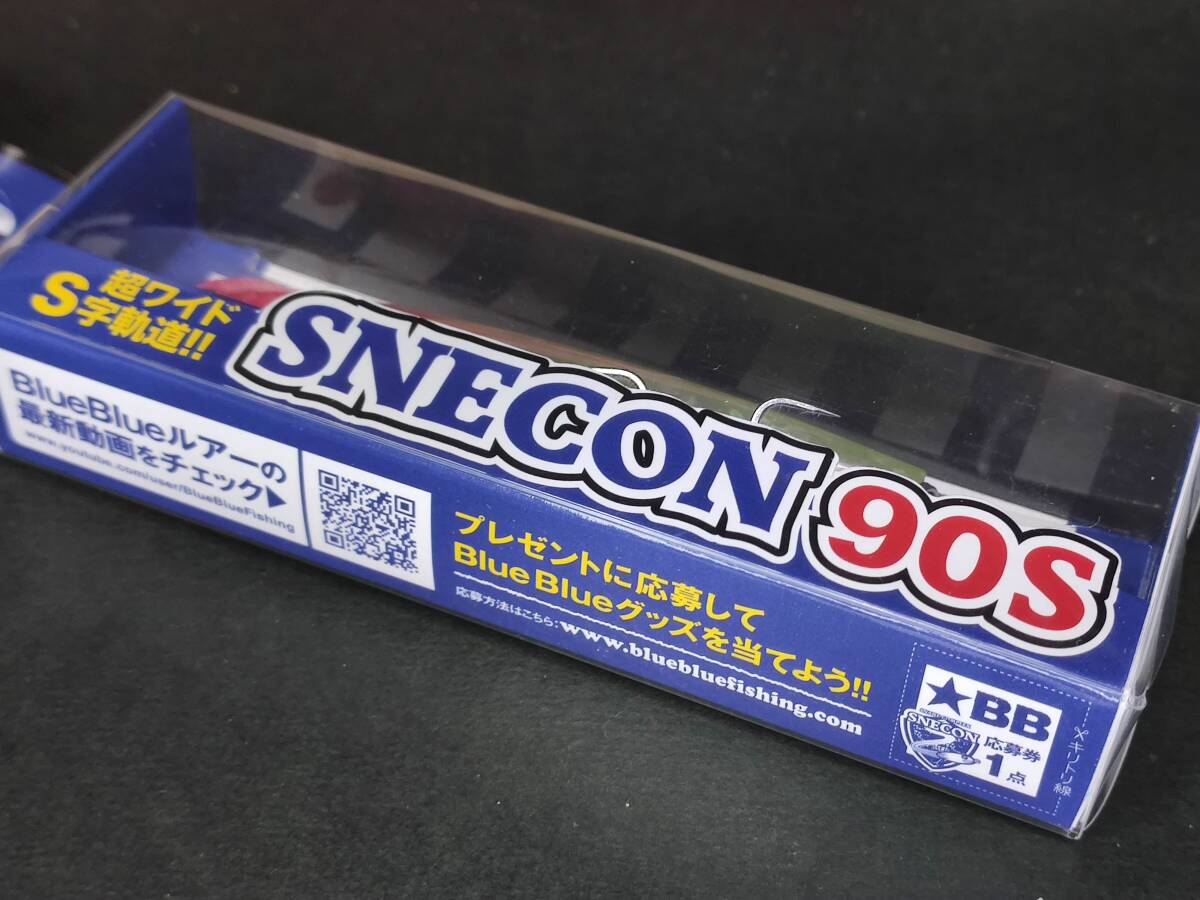 超ワイド
S字軌道!!
SNECON 90S
BlueBlueルアーの
最新動画をチェック▶
www.youtube.com/user/BlueBlueFishing
プレゼントに応募して
BlueBlueグッズを当てよう!!
応募方法はこちら:www.bluebluefishing.com
★BB
SNECON
応募券
1点
キリトリ線